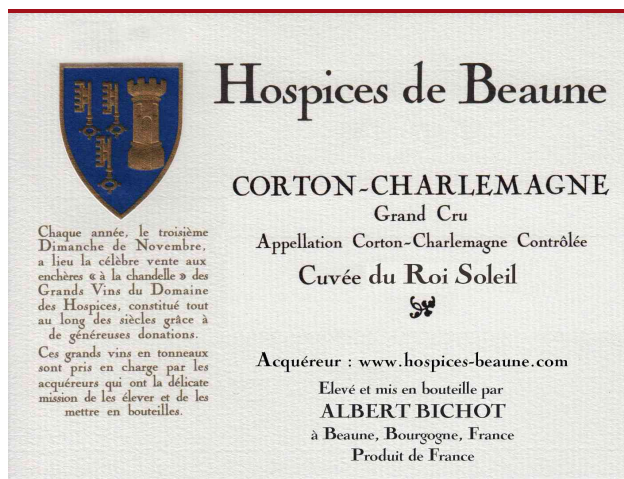 Hospices de Beaune
CORTON-CHARLEMAGNE
Grand Cru
Appellation Corton-Charlemagne Contrôlée
Cuvée du Roi Soleil
Chaque année, le troisième
Dimanche de Novembre,
a lieu la célèbre vente aux
enchères « à la chandelle » des
Grands Vins du Domaine
des Hospices, constitué tout
au long des siècles grâce à
de généreuses donations.
Ces grands vins en tonneaux
sont pris en charge par les
acquéreurs qui ont la délicate
mission de les élever et de les
mettre en bouteilles.
Acquéreur : www.hospices-beaune.com
Elevé et mis en bouteille par
ALBERT BICHOT
à Beaune, Bourgogne, France
Produit de France